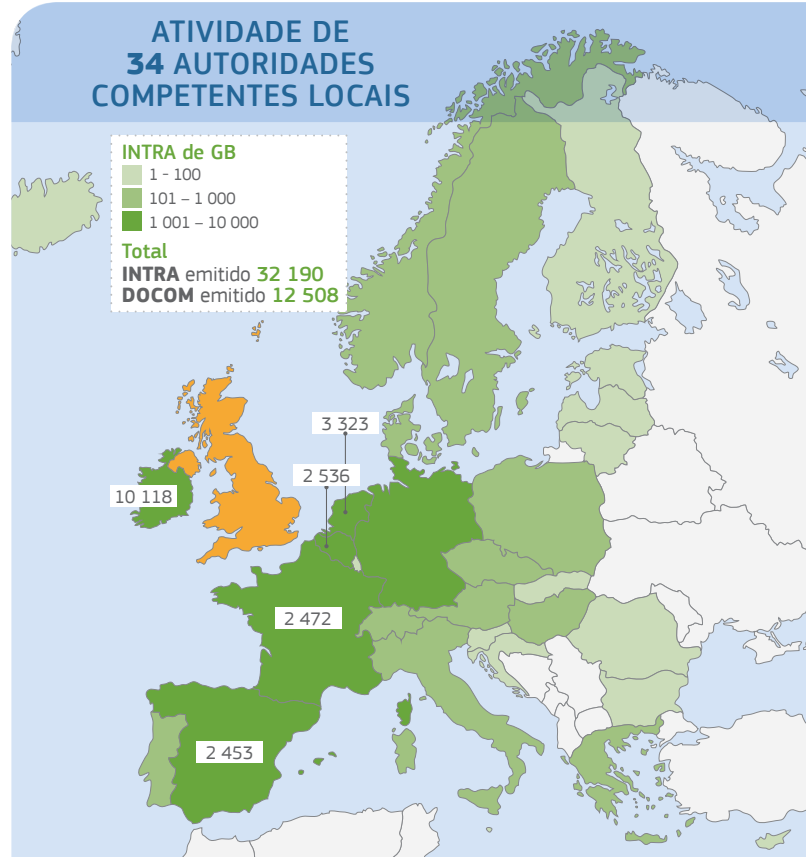 ATIVIDADE DE
34 AUTORIDADES
COMPETENTES LOCAIS
INTRA de GB
1 - 100
101 – 1 000
1 001 – 10 000
Total
INTRA emitido 32 190
DOCOM emitido 12 508
3 323
2 536
10 118
2 472
2 453